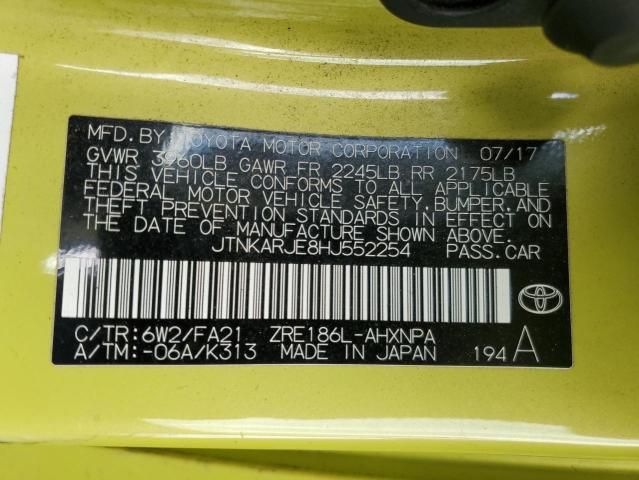 MFD. BY TOYOTA MOTOR CORPORATION 07/17
GVWR 3960LB GAWR FR 2245LB RR 2175LB
THIS VEHICLE CONFORMS TO ALL APPLICABLE
FEDERAL MOTOR VEHICLE SAFETY, BUMPER, AND
THEFT PREVENTION STANDARDS IN EFFECT ON
THE DATE OF MANUFACTURE SHOWN ABOVE.
JTNKARJE8HJ552254 PASS.CAR
C/TR:6W2/FA21 ZRE186L-AHXNPA
A/TM:-06A/K313 MADE IN JAPAN 194 A